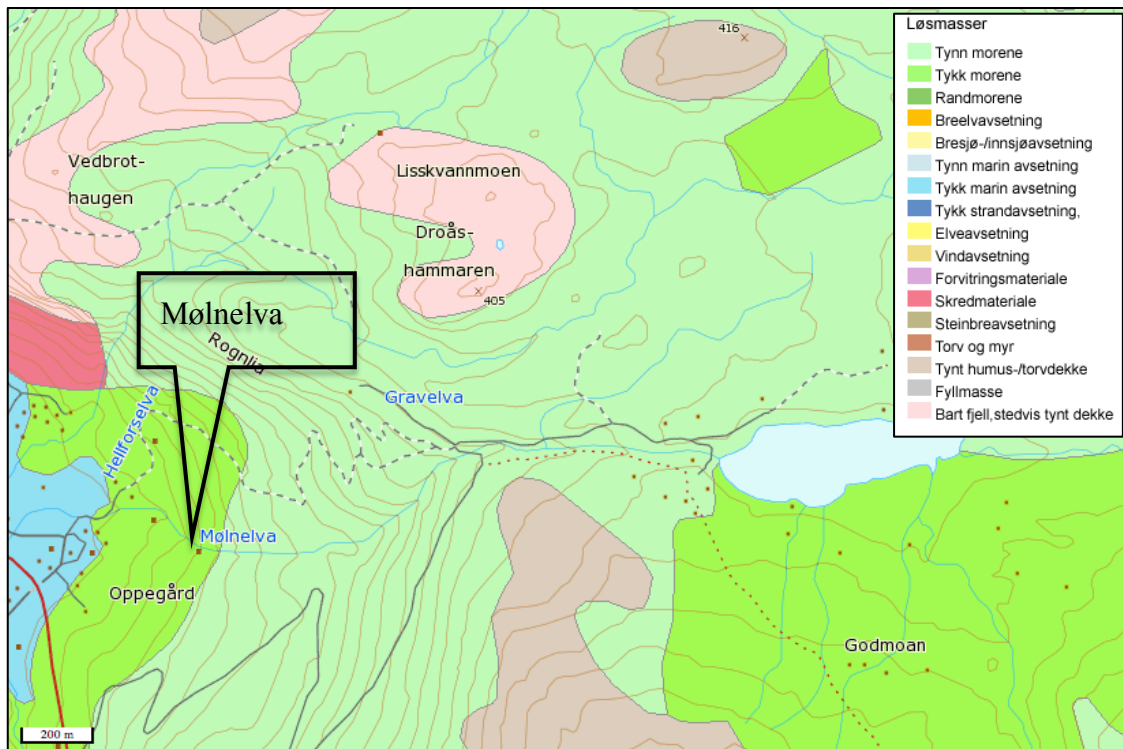 416
Vedbrot-
haugen
Lisskvannmoen
Droås-
hammaren
405
Mølnelva
Rognlia
Gravelva
Hellforselva
Mølnelva
Oppegård
Godmoan
200 m
Løsmasser
Tynn morene
Tykk morene
Randmorene
Breelvavsetning
Bresjø-/innsjøavsetning
Tynn marin avsetning
Tykk marin avsetning
Tykk strandavsetning,
Elveavsetning
Vindavsetning
Forvitringsmateriale
Skredmateriale
Steinbreavsetning
Torv og myr
Tynt humus-/torvdekke
Fyllmasse
Bart fjell,stedvis tynt dekke